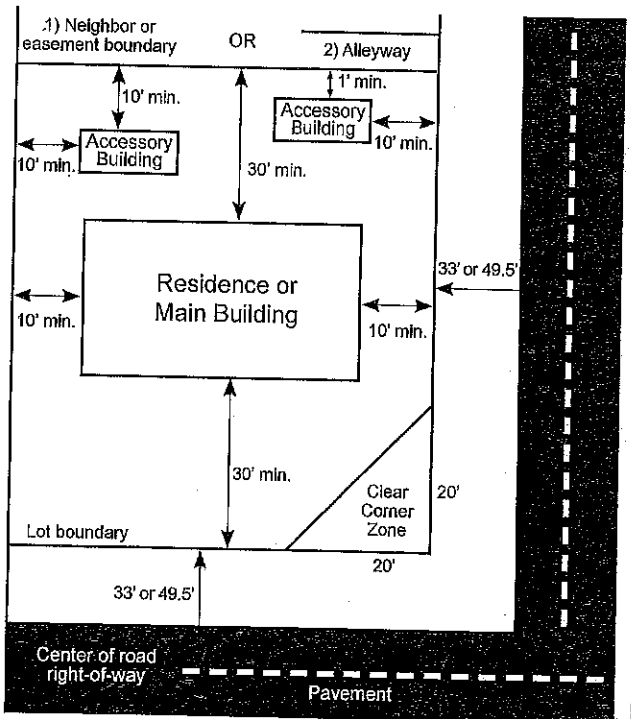 1) Neighbor or
easement boundary
OR
2) Alleyway
10' min.
1' min.
Accessory
Building
Accessory
Building
10' min.
10' min.
30' min.
33' or 49.5'
Residence or
Main Building
10' min.
10' min.
30' min.
Clear
Corner
Zone
20'
Lot boundary
20'
33' or 49.5'
Center of road
right-of-way
Pavement